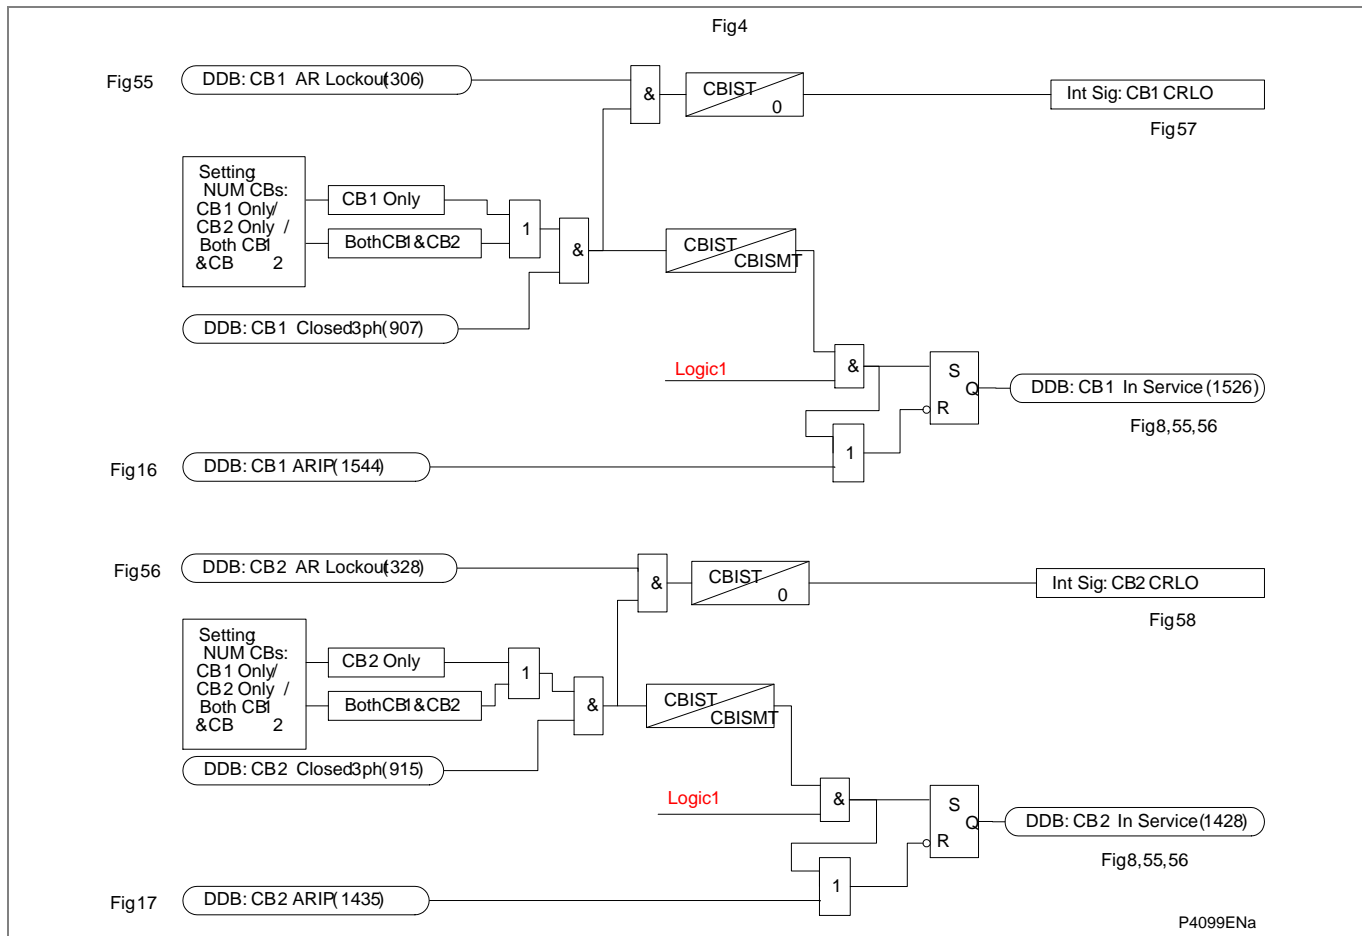 Fig4
Fig55
DDB: CB1 AR Lockout(306)
&
CBIST
0
Int Sig: CB1 CRLO
Fig57
Setting:
NUM CBs:
CB1 Only/
CB2 Only /
Both CB1
&CB 2
CB1 Only
BothCB1&CB2
1
&
CBIST
CBISMT
DDB: CB1 Closed3ph(907)
Logic1
&
S
Q
R
DDB: CB1 In Service(1526)
Fig8,55,56
1
Fig16
DDB: CB1 ARIP(1544)
Fig56
DDB: CB2 AR Lockout(328)
&
CBIST
0
Int Sig: CB2 CRLO
Fig58
Setting:
NUM CBs:
CB1 Only/
CB2 Only /
Both CB1
&CB 2
CB2 Only
BothCB1&CB2
1
&
CBIST
CBISMT
DDB: CB2 Closed3ph(915)
Logic1
&
S
Q
R
DDB: CB2 In Service(1428)
Fig8,55,56
1
Fig17
DDB: CB2 ARIP(1435)
P4099ENa